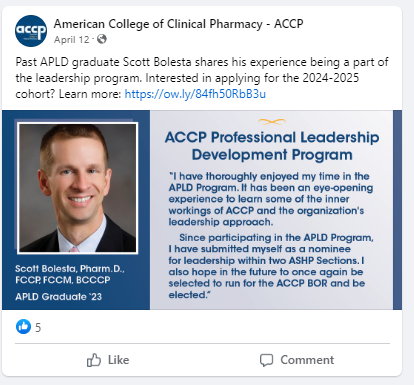 accp
American College of Clinical Pharmacy - ACCP
April 12 ·
Past APLD graduate Scott Bolesta shares his experience being a part of
the leadership program. Interested in applying for the 2024-2025
cohort? Learn more: https://ow.ly/84fh50RbB3u
ACCP Professional Leadership
Development Program
"I have thoroughly enjoyed my time in the
APLD Program. It has been an eye-opening
experience to learn some of the inner
workings of ACCP and the organization's
leadership approach.
Since participating in the APLD Program,
I have submitted myself as a nominee
for leadership within two ASHP Sections. I
also hope in the future to once again be
selected to run for the ACCP BOR and be
elected."
Scott Bolesta, Pharm.D.,
FCCP, FCCM, BCCCP
APLD Graduate '23
5
Like
Comment